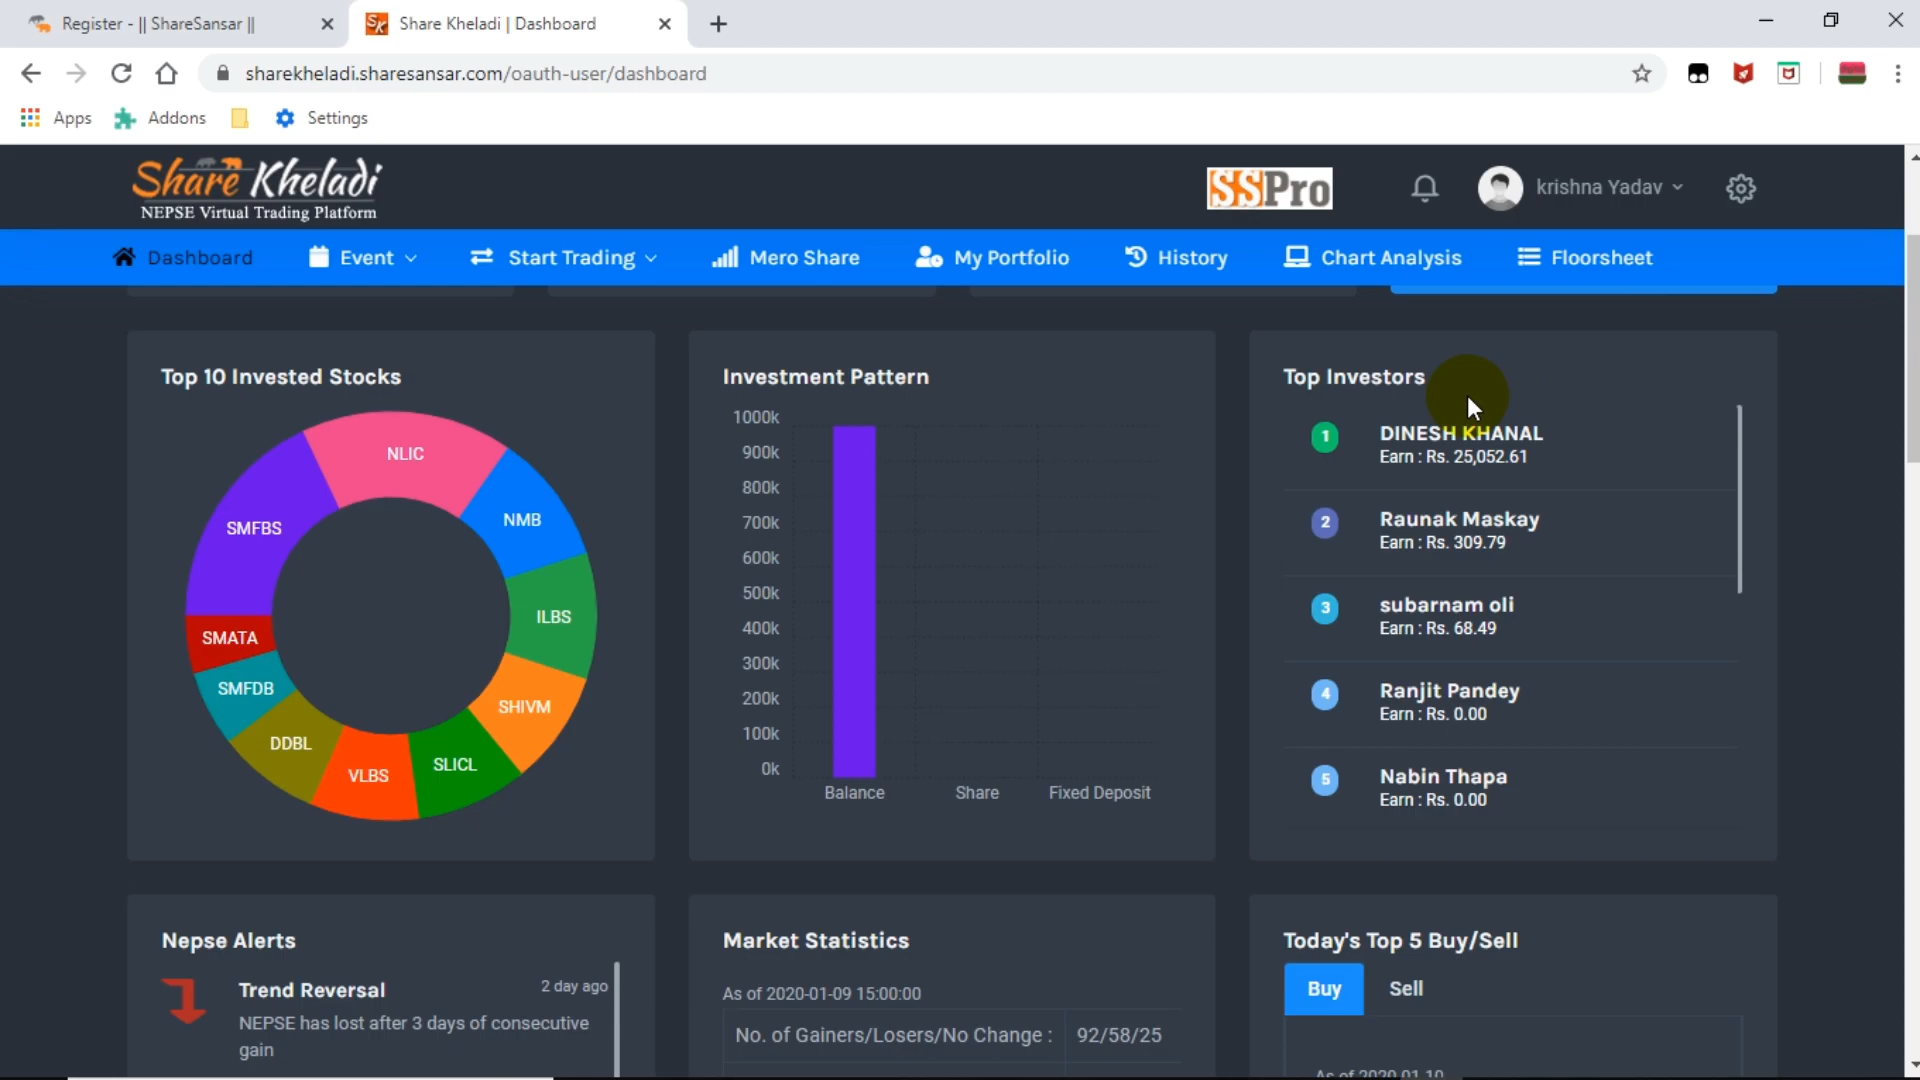 Register - || ShareSansar ||
Share Kheladi | Dashboard
sharekheladi.sharesansar.com/oauth-user/dashboard
Apps
Addons
Settings
Share Kheladi
NEPSE Virtual Trading Platform
SSPro
krishna Yadav
Dashboard
Event
Start Trading
Mero Share
My Portfolio
History
Chart Analysis
Floorsheet
Top 10 Invested Stocks
NLIC
NMB
ILBS
SHIVM
SLICL
VLBS
DDBL
SMFDB
SMATA
SMFBS
Investment Pattern
1000k
900k
800k
700k
600k
500k
400k
300k
200k
100k
0k
Balance
Share
Fixed Deposit
Top Investors
1
DINESH KHANAL
Earn : Rs. 25,052.61
2
Raunak Maskay
Earn : Rs. 309.79
3
subarnam oli
Earn : Rs. 68.49
4
Ranjit Pandey
Earn : Rs. 0.00
5
Nabin Thapa
Earn : Rs. 0.00
Nepse Alerts
Trend Reversal
2 day ago
NEPSE has lost after 3 days of consecutive
gain
Market Statistics
As of 2020-01-09 15:00:00
No. of Gainers/Losers/No Change :
92/58/25
Today's Top 5 Buy/Sell
Buy
Sell
As of 2020-01-10